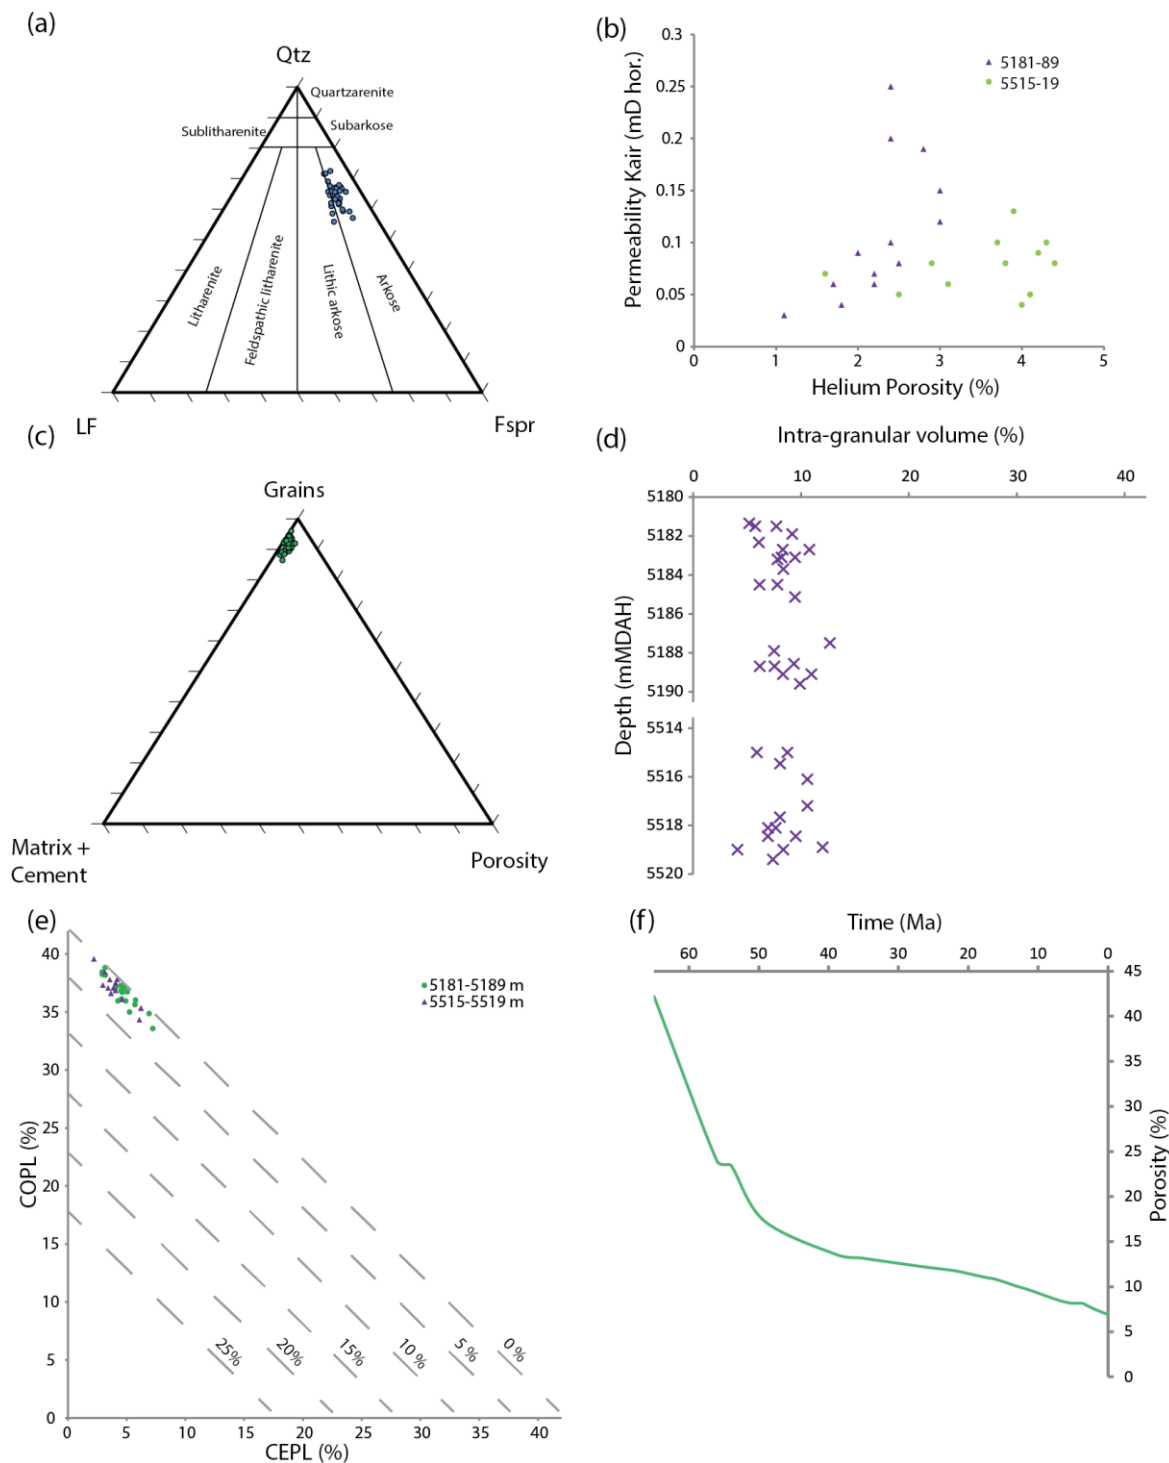 (a)
Qtz
Quartzarenite
Sublitharenite
Subarkose
Litharenite
Feldspathic litharenite
Lithic arkose
Arkose
LF
Fspr
(b)
Permeability Kair (mD hor.)
0.3
0.25
0.2
0.15
0.1
0.05
0
5181-89
5515-19
0 1 2 3 4 5
Helium Porosity (%)
(c)
Grains
Matrix +
Cement
Porosity
(d)
Intra-granular volume (%)
0 10 20 30 40
Depth (mMDAH)
5180
5182
5184
5186
5188
5190
5514
5516
5518
5520
(e)
COPL (%)
40
35
30
25
20
15
10
5
0
5181-5189 m
5515-5519 m
25% 20% 15% 10% 5% 0%
0 5 10 15 20 25 30 35 40
CEPL (%)
(f)
Time (Ma)
60 50 40 30 20 10 0
45
40
35
30
25
20
15
10
5
0
Porosity (%)